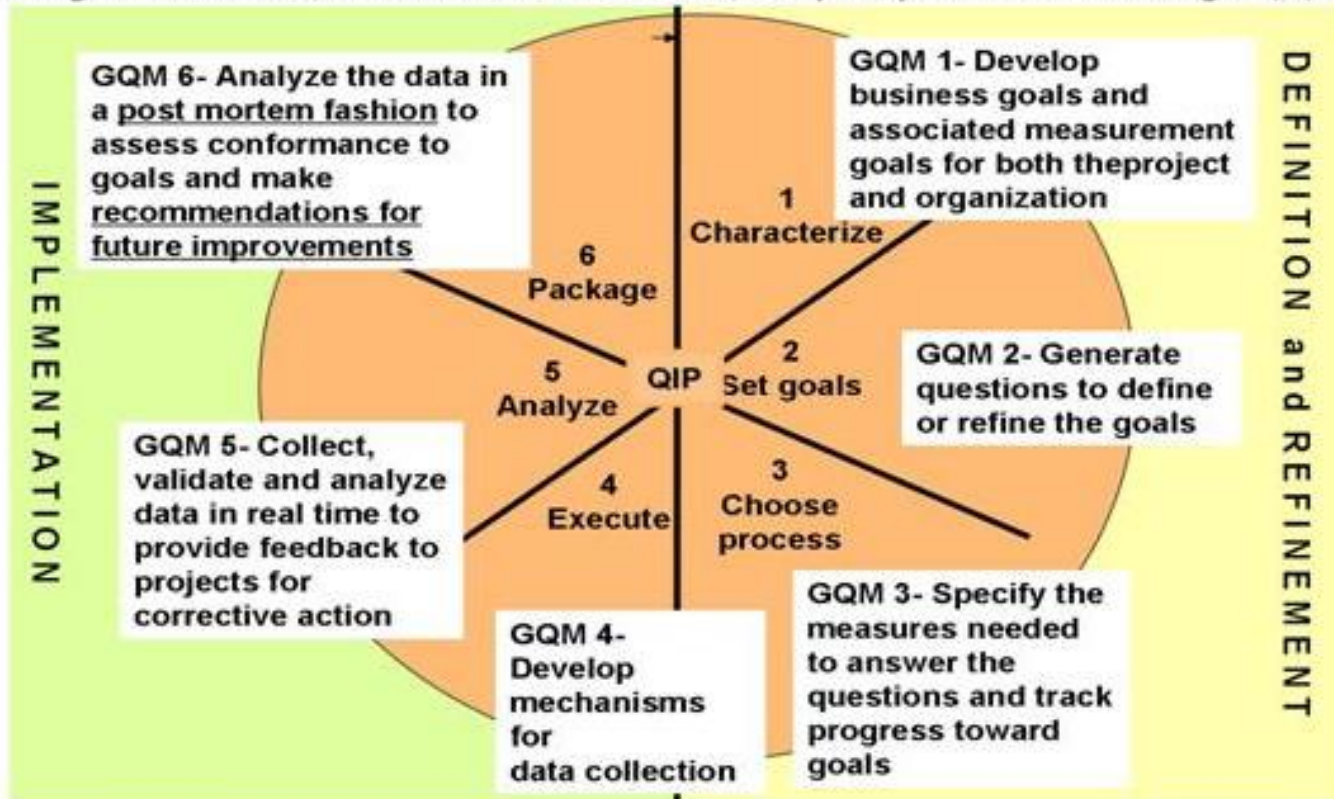 GQM 6- Analyze the data in
a post mortem fashion to
assess conformance to
goals and make
recommendations for
future improvements
GQM 1- Develop
business goals and
associated measurement
goals for both theproject
and organization
IMPLEMENTATION
DEFINITION and REFINEMENT
1
Characterize
6
Package
QIP
2
Set goals
5
Analyze
GQM 2- Generate
questions to define
or refine the goals
GQM 5- Collect,
validate and analyze
data in real time to
provide feedback to
projects for
corrective action
4
Execute
3
Choose
process
GQM 4-
Develop
mechanisms
for
data collection
GQM 3- Specify the
measures needed
to answer the
questions and track
progress toward
goals